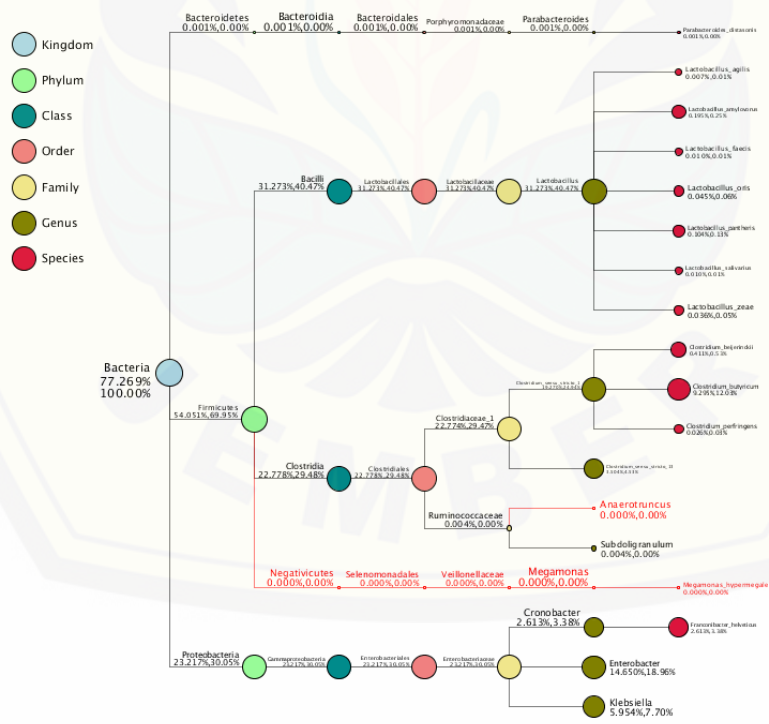 Kingdom
Phylum
Class
Order
Family
Genus
Species
Bacteroidetes
0.001%,0.00%
Bacteroidia
0.001%,0.00%
Bacteroidales
0.001%,0.00%
Porphyromonadaceae
0.001%,0.00%
Parabacteroides
0.001%,0.00%
Parabacteroides_distasonis
0.001%,0.00%
Lactobacillus_agilis
0.007%,0.01%
Lactobacillus_amylovorus
0.195%,0.25%
Lactobacillus_faecis
0.010%,0.01%
Bacilli
31.273%,40.47%
Lactobacillales
31.273%,40.47%
Lactobacillaceae
31.273%,40.47%
Lactobacillus
31.273%,40.47%
Lactobacillus_oris
0.045%,0.06%
Lactobacillus_pantheris
0.104%,0.13%
Lactobacillus_salivarius
0.010%,0.01%
Lactobacillus_zeae
0.036%,0.05%
Clostridium_beijerinckii
0.411%,0.53%
Bacteria
77.269%
100.00%
Clostridium_butyricum
9.295%,12.03%
Firmicutes
54.051%,69.95%
Clostridiaceae_1
22.774%,29.47%
Clostridium_perfringens
0.026%,0.03%
Clostridia
22.778%,29.48%
Clostridiales
22.778%,29.48%
Ruminococcaceae
0.004%,0.00%
Anaerotruncus
0.000%,0.00%
Subdoligranulum
0.004%,0.00%
Negativicutes
0.000%,0.00%
Selenomonadales
0.000%,0.00%
Veillonellaceae
0.000%,0.00%
Megamonas
0.000%,0.00%
Megamonas_hypermegale
0.000%,0.00%
Cronobacter
2.613%,3.38%
Franconibacter_helveticus
2.613%,3.38%
Proteobacteria
23.217%,30.05%
Gammaproteobacteria
23.217%,30.05%
Enterobacteriales
23.217%,30.05%
Enterobacteriaceae
23.217%,30.05%
Enterobacter
14.650%,18.96%
Klebsiella
5.954%,7.70%